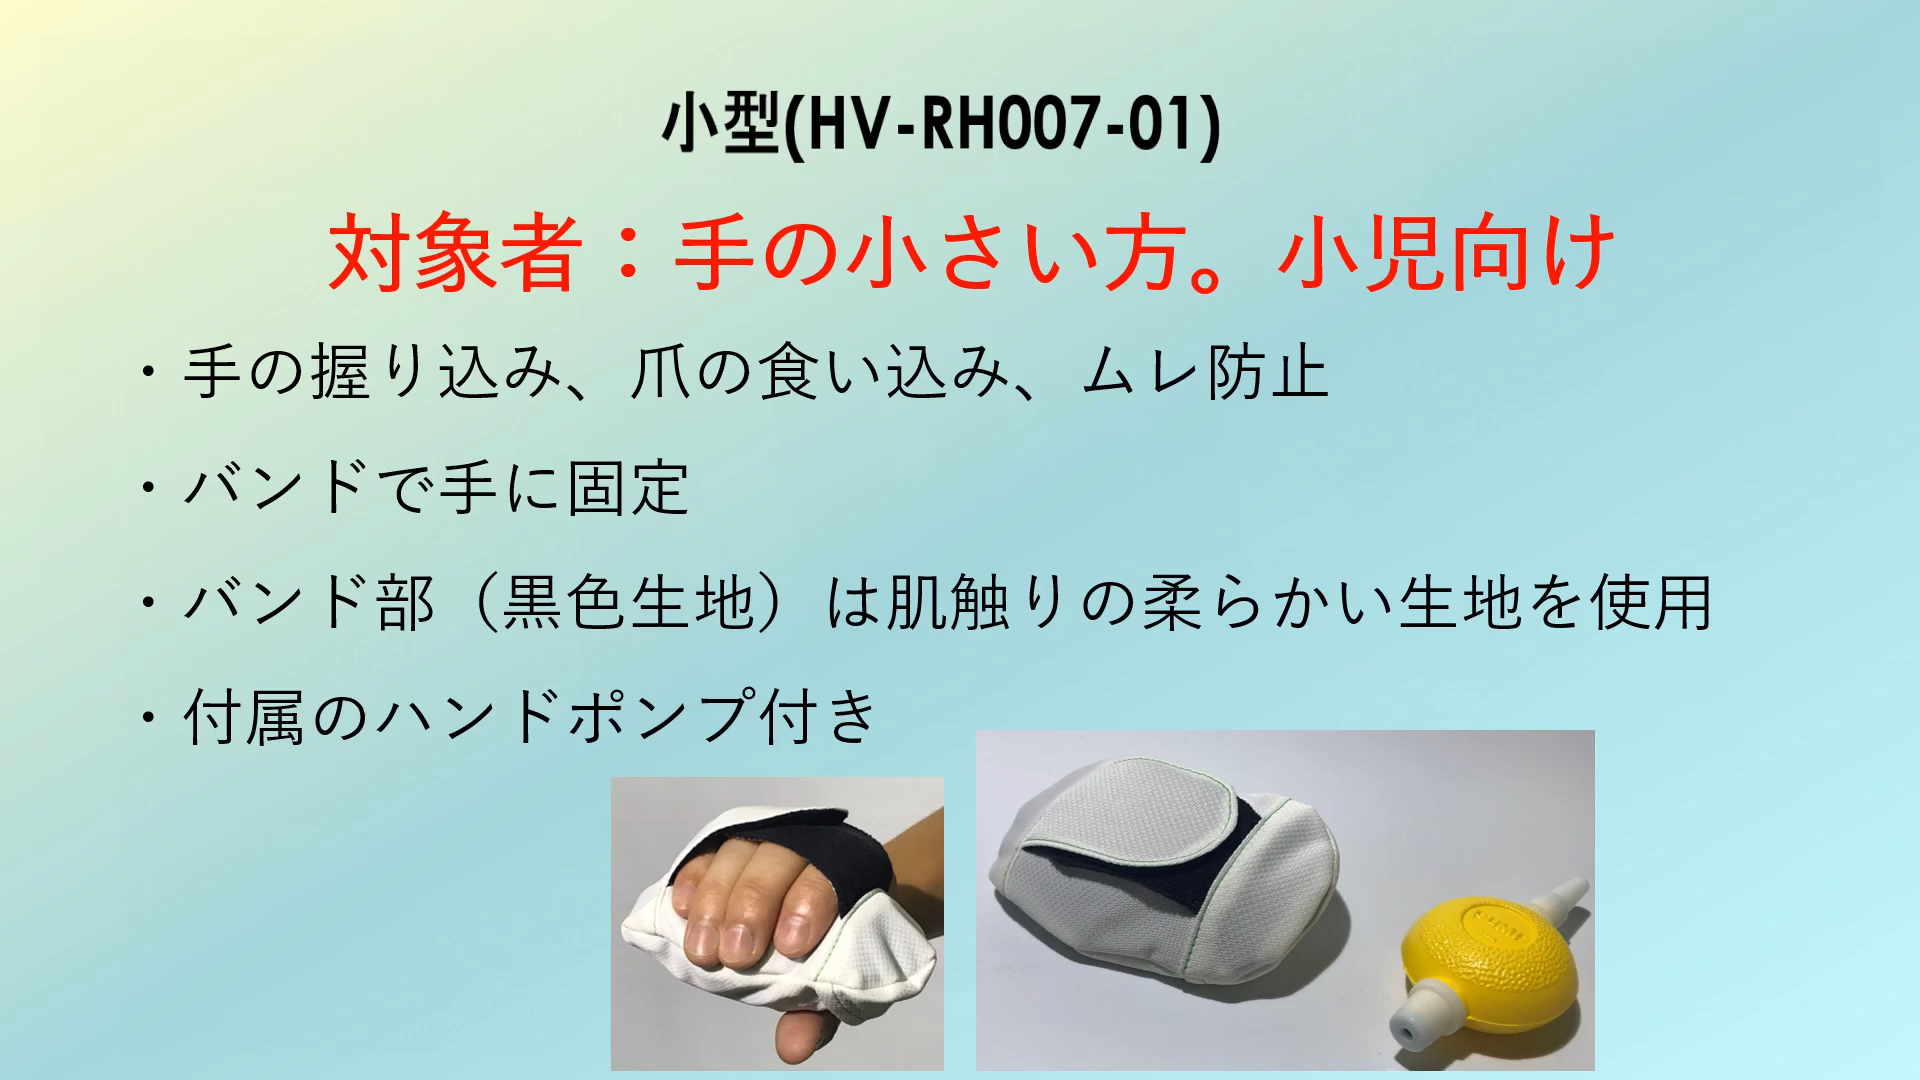 小型(HV-RH007-01)
対象者：手の小さい方。小児向け
・手の握り込み、爪の食い込み、ムレ防止
・バンドで手に固定
・バンド部（黒色生地）は肌触りの柔らかい生地を使用
・付属のハンドポンプ付き